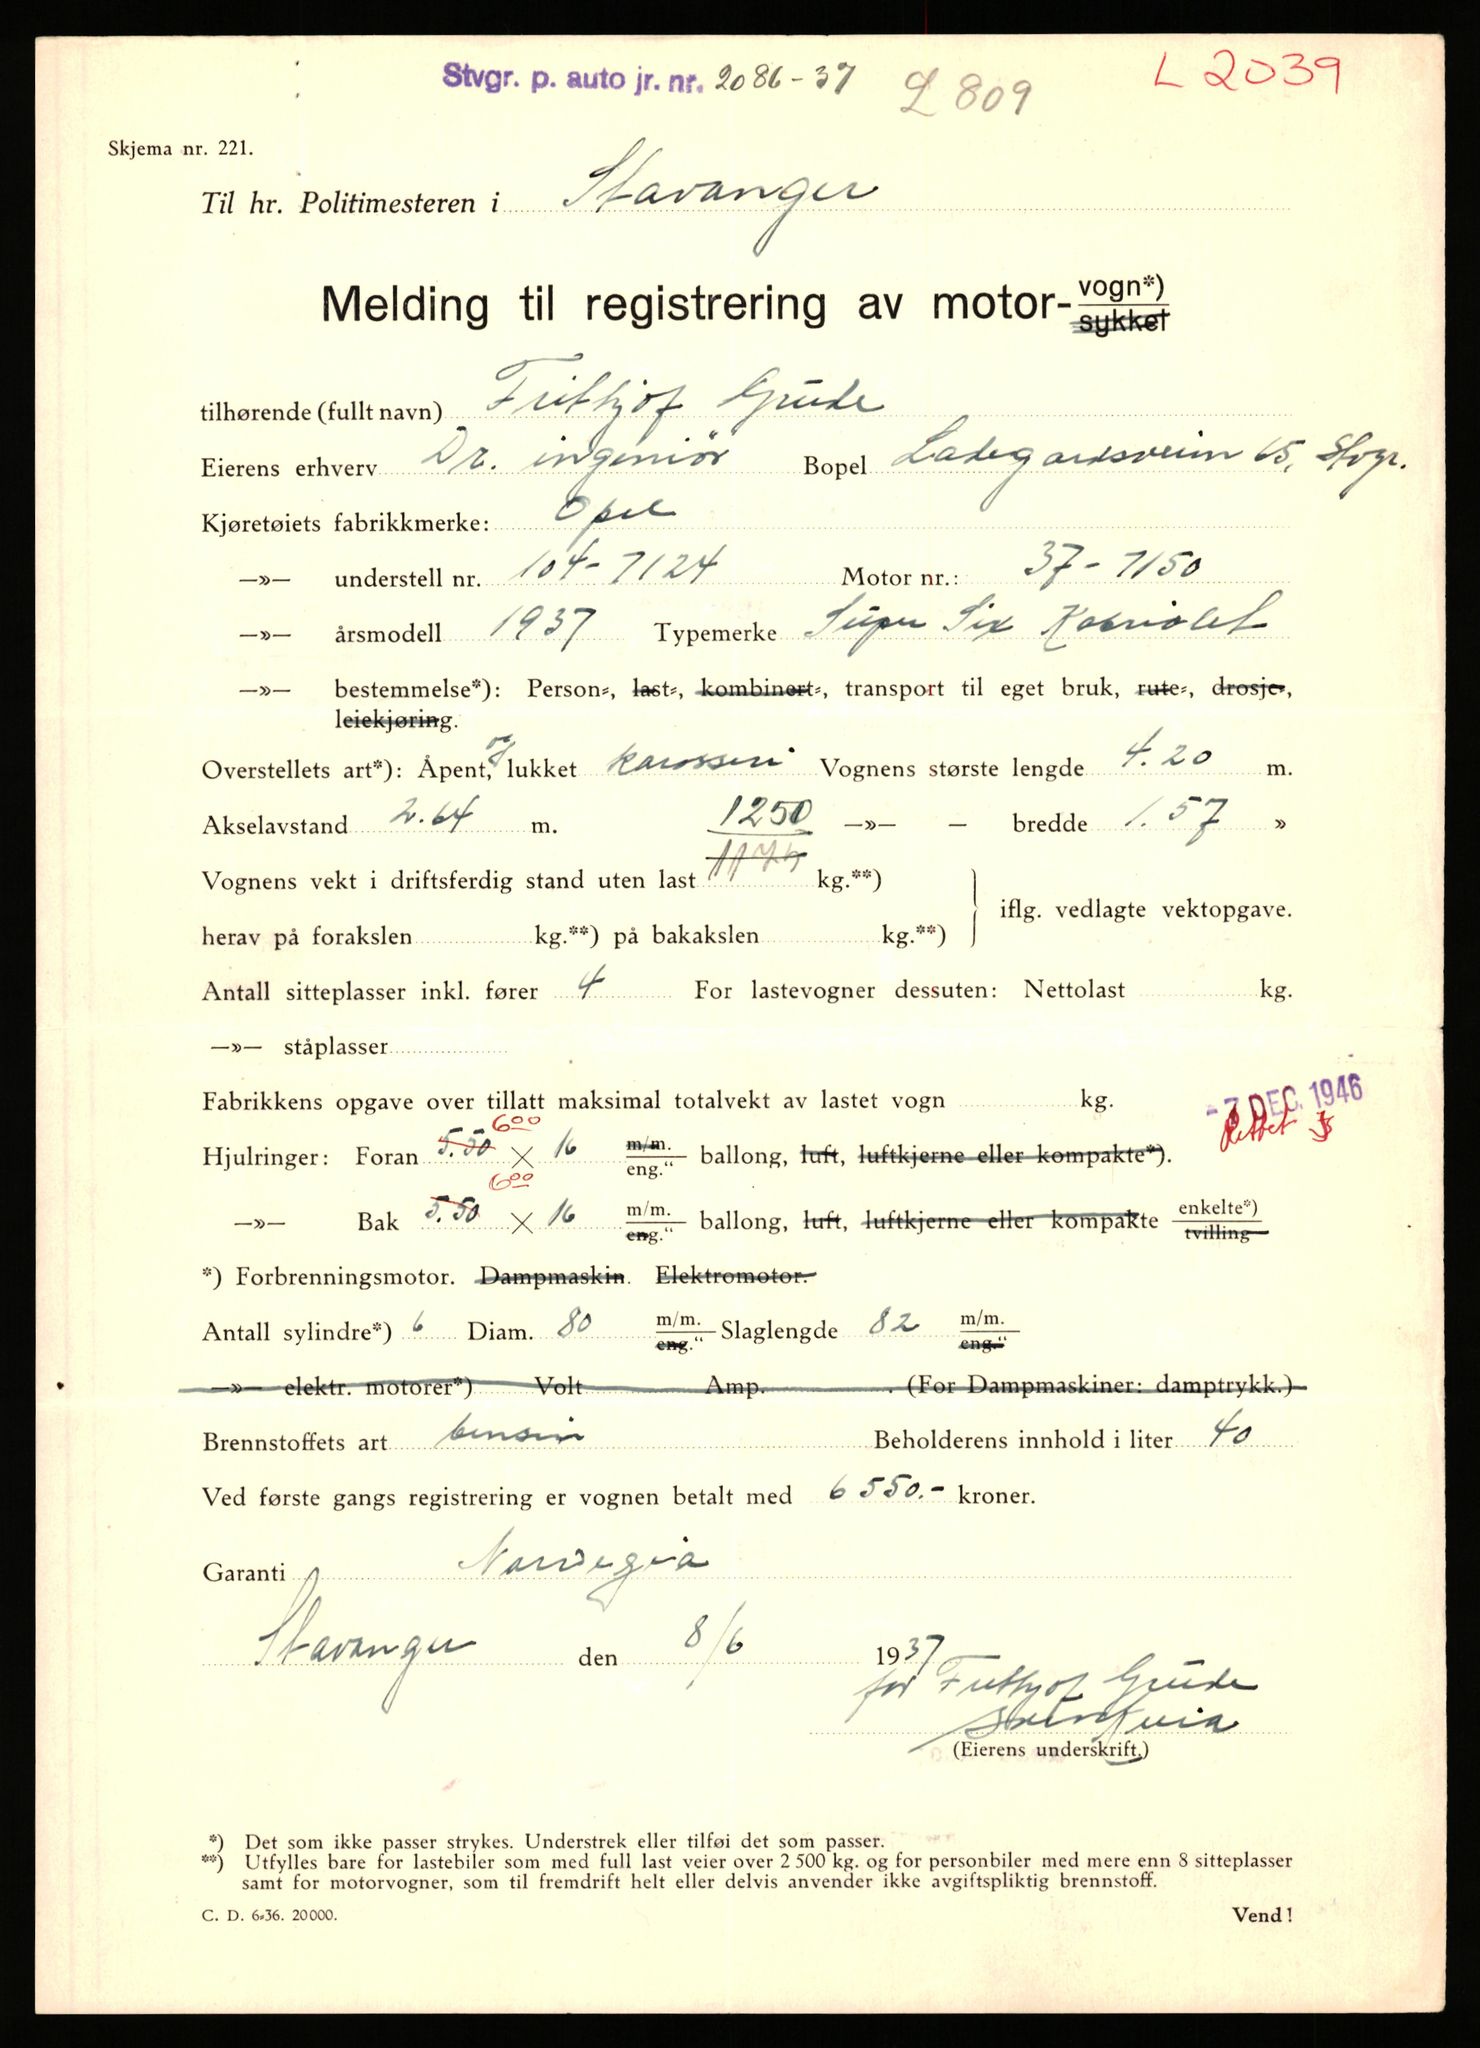 Stvgr. p. auto jr. nr. 2086-37 L 809 L 2039
Skjema nr. 221.
Til hr. Politimesteren i Stavanger
Melding til registrering av motor- vogn*)
sykkel
tilhørende (fullt navn) Frithjof Grude
Eierens erhverv Dr. ingeniör Bopel Ladegaardsveien 65, Stvgr.
Kjøretøiets fabrikkmerke: Opel
—»— understell nr. 104-7124 Motor nr.: 37-7150
—»— årsmodell 1937 Typemerke Super Six Kabriolet
—»— bestemmelse*): Person-, last-, kombinert-, transport til eget bruk, rute-, drosje-,
leiekjøring.
Overstellets art*): Åpent, og lukket karosseri Vognens største lengde 4.20 m.
Akselavstand 2.64 m. 1250 —»— — bredde 1.57 »
Vognens vekt i driftsferdig stand uten last 1175 kg.**)
iflg. vedlagte vektopgave.
herav på forakslen kg.**) på bakakslen kg.**)
Antall sitteplasser inkl. fører 4 For lastevogner dessuten: Nettolast kg.
—»— ståplasser
Fabrikkens opgave over tillatt maksimal totalvekt av lastet vogn kg.
-7 DEC. 1946
Rettet
6.00
Hjulringer: Foran 5.50 × 16 m/m. eng.“ ballong, luft, luftkjerne eller kompakte*).
6.00
—»— Bak 5.50 × 16 m/m. eng.“ ballong, luft, luftkjerne eller kompakte enkelte*) tvilling
*) Forbrenningsmotor. Dampmaskin. Elektromotor.
Antall sylindre*) 6 Diam. 80 m/m. eng.“ Slaglengde 82 m/m. eng.“
—»— elektr. motorer*) Volt Amp. . (For Dampmaskiner: damptrykk.)
Brennstoffets art bensin Beholderens innhold i liter 40
Ved første gangs registrering er vognen betalt med 6550.- kroner.
Garanti Norvegia
Stavanger den 8/6 1937
for Frithjof Grude
(Eierens underskrift.)
*) Det som ikke passer strykes. Understrek eller tilføi det som passer.
**) Utfylles bare for lastebiler som med full last veier over 2 500 kg. og for personbiler med mere enn 8 sitteplasser
samt for motorvogner, som til fremdrift helt eller delvis anvender ikke avgiftspliktig brennstoff.
C. D. 6-36. 20000. Vend!